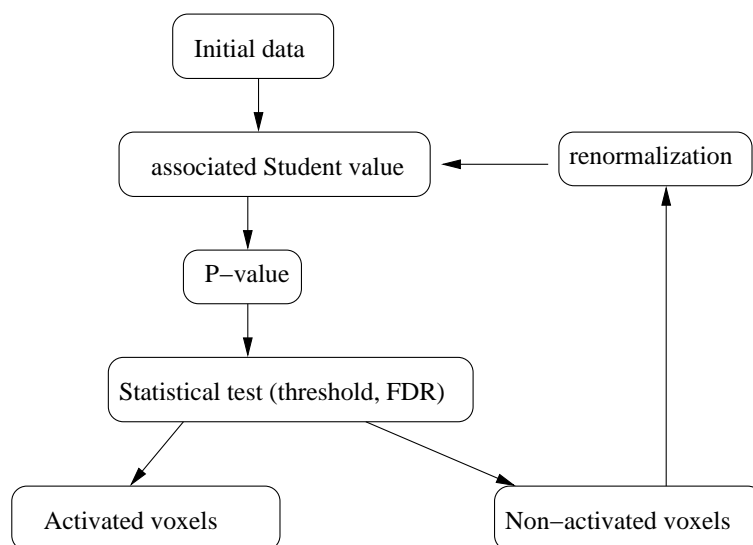 Initial data
associated Student value
renormalization
P−value
Statistical test (threshold, FDR)
Activated voxels
Non−activated voxels